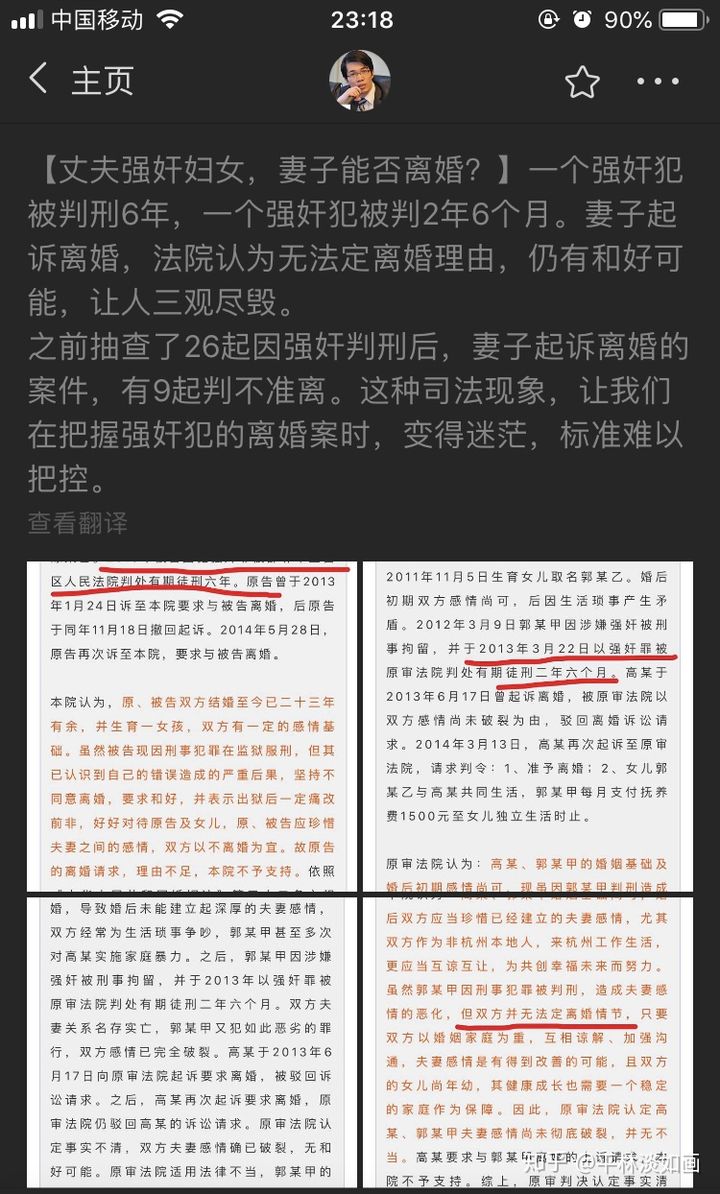 中国移动
23:18
90%
主页
【丈夫强奸妇女，妻子能否离婚？】一个强奸犯
被判刑6年，一个强奸犯被判2年6个月。妻子起
诉离婚，法院认为无法定离婚理由，仍有和好可
能，让人三观尽毁。
之前抽查了26起因强奸判刑后，妻子起诉离婚的
案件，有9起判不准离。这种司法现象，让我们
在把握强奸犯的离婚案时，变得迷茫，标准难以
把控。
查看翻译
区人民法院判处有期徒刑六年。原告曾于2013
年1月24日诉至本院要求与被告离婚，后原告
于同年11月18日撤回起诉。2014年5月28日，
原告再次诉至本院，要求与被告离婚。
本院认为，原、被告双方结婚至今已二十三年
有余，并生育一女孩，双方有一定的感情基
础。虽然被告现因刑事犯罪在监狱服刑，但其
已认识到自己的错误造成的严重后果，坚持不
同意离婚，要求和好，并表示出狱后一定痛改
前非，好好对待原告及女儿，原、被告应珍惜
夫妻之间的感情，双方以不离婚为宜。故原告
的离婚请求，理由不足，本院不予支持。依照
2011年11月5日生育女儿取名郭某乙。婚后
初期双方感情尚可，后因生活琐事产生矛
盾。2012年3月9日郭某甲因涉嫌强奸被刑
事拘留，并于2013年3月22日以强奸罪被
原审法院判处有期徒刑二年六个月。高某于
2013年6月17日曾起诉离婚，被原审法院以
双方感情尚未破裂为由，驳回离婚诉讼请
求。2014年3月13日，高某再次起诉至原审
法院，请求判令：1、准予离婚；2、女儿郭
某乙与高某共同生活，郭某甲每月支付抚养
费1500元至女儿独立生活时止。
原审法院认为：高某、郭某甲的婚姻基础及
婚后初期感情尚可，现虽因郭某甲判刑造成
婚，导致婚后未能建立起深厚的夫妻感情，
双方经常为生活琐事争吵，郭某甲甚至多次
对高某实施家庭暴力。之后，郭某甲因涉嫌
强奸被刑事拘留，并于2013年以强奸罪被
原审法院判处有期徒刑二年六个月。双方夫
妻关系名存实亡，郭某甲又犯如此恶劣的罪
行，双方感情已完全破裂。高某于2013年6
月17日向原审法院起诉要求离婚，被驳回诉
讼请求。之后，高某再次起诉要求离婚，原
审法院仍驳回高某的诉讼请求。原审法院认
定事实不清，双方夫妻感情确已破裂，无和
好可能。原审法院适用法律不当，郭某甲的
后双方应当珍惜已经建立的夫妻感情，尤其
双方作为非杭州本地人，来杭州工作生活，
更应当互谅互让，为共创幸福未来而努力。
虽然郭某甲因刑事犯罪被判刑，造成夫妻感
情的恶化，但双方并无法定离婚情节，只要
双方以婚姻家庭为重，互相谅解、加强沟
通，夫妻感情是有得到改善的可能，且双方
的女儿尚年幼，其健康成长也需要一个稳定
的家庭作为保障。因此，原审法院认定高
某、郭某甲夫妻感情尚未彻底破裂，并无不
当。高某要求与郭某甲离婚的上诉请求，本
院不予支持。综上，原审判决认定事实清
知乎 @平林淡如画